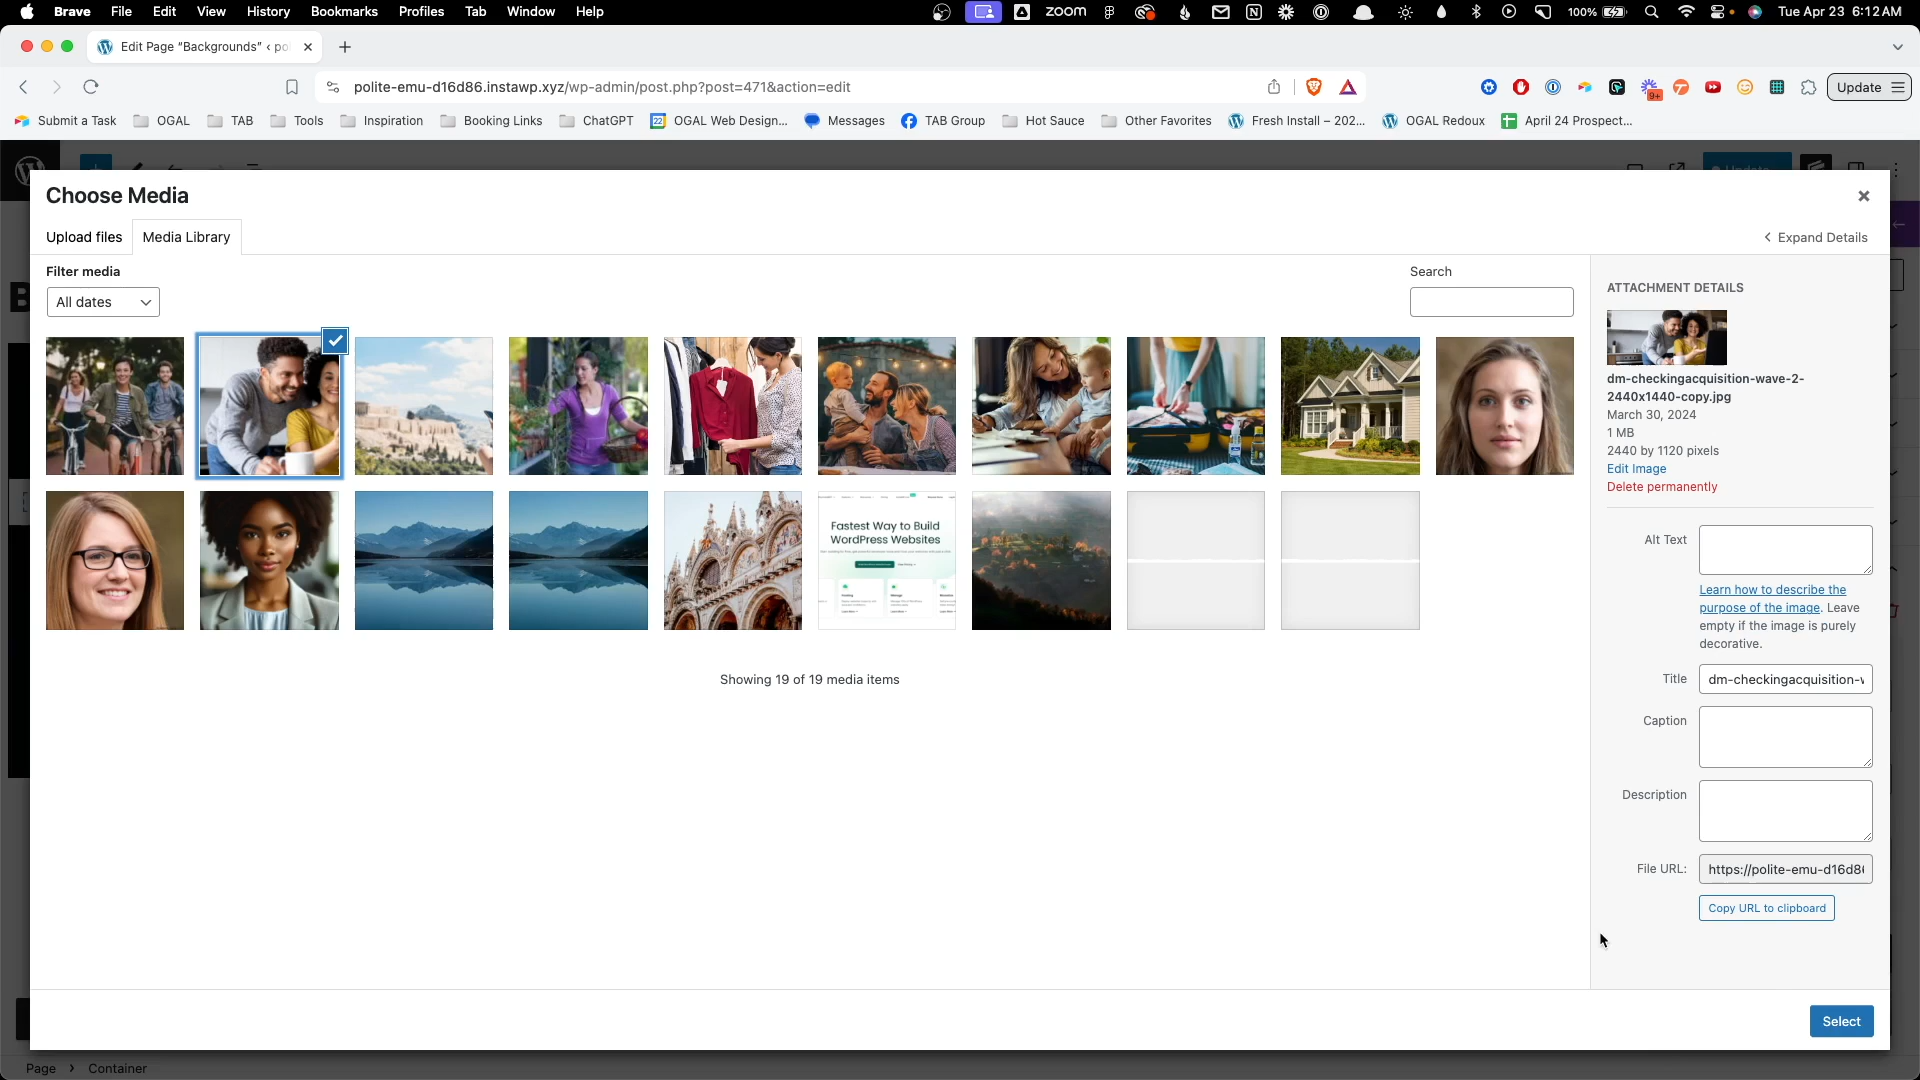 Brave File Edit View History Bookmarks Profiles Tab Window Help zoom 100% Tue Apr 23 6:12 AM
Edit Page “Backgrounds” ‹ po
polite-emu-d16d86.instawp.xyz/wp-admin/post.php?post=471&action=edit
9+
Update
Submit a Task OGAL TAB Tools Inspiration Booking Links ChatGPT OGAL Web Design... Messages TAB Group Hot Sauce Other Favorites Fresh Install – 202... OGAL Redoux April 24 Prospect...
Choose Media
Upload files Media Library
Expand Details
Filter media
All dates
Search
ATTACHMENT DETAILS
dm-checkingacquisition-wave-2-
2440x1440-copy.jpg
March 30, 2024
1 MB
2440 by 1120 pixels
Edit Image
Delete permanently
Fastest Way to Build
WordPress Websites
Alt Text
Learn how to describe the
purpose of the image. Leave
empty if the image is purely
decorative.
Title dm-checkingacquisition-
Caption
Description
File URL: https://polite-emu-d16d8
Copy URL to clipboard
Showing 19 of 19 media items
Select
Page › Container